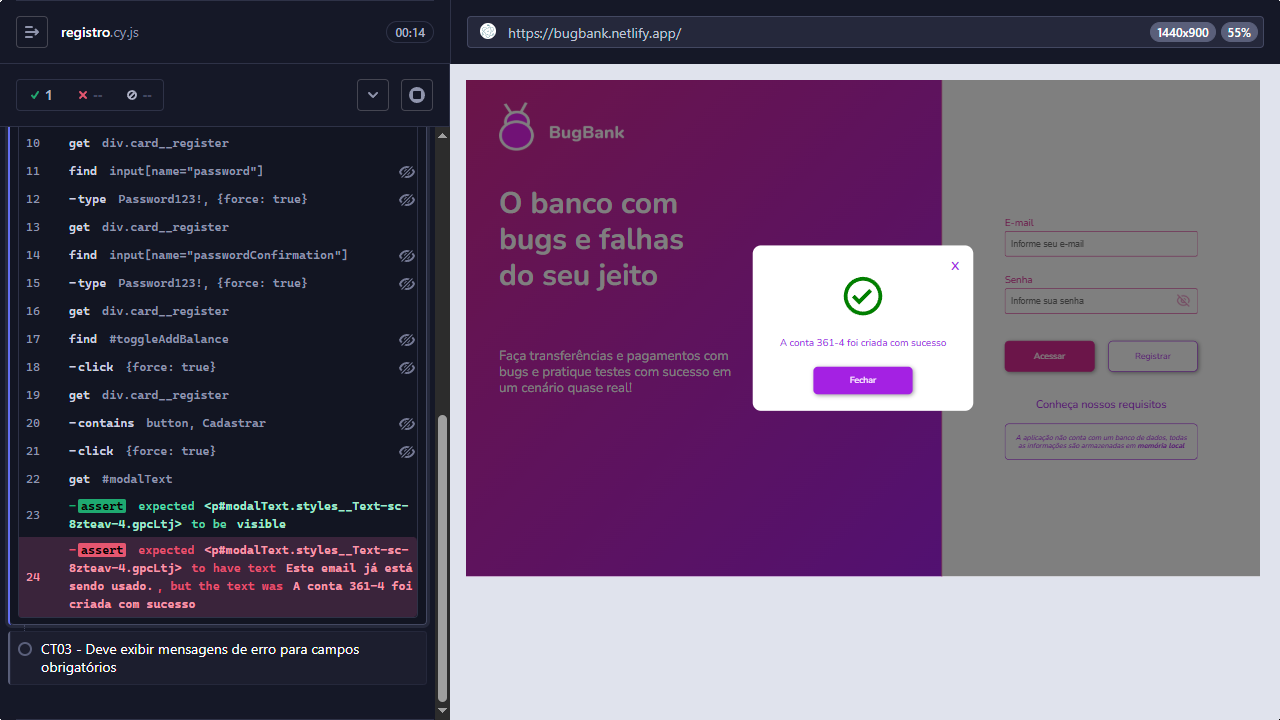 registro.cy.js
00:14
https://bugbank.netlify.app/
1440x900
55%
1
--
--
10 get div.card__register
11 find input[name="password"]
12 -type Password123!, {force: true}
13 get div.card__register
14 find input[name="passwordConfirmation"]
15 -type Password123!, {force: true}
16 get div.card__register
17 find #toggleAddBalance
18 -click {force: true}
19 get div.card__register
20 -contains button, Cadastrar
21 -click {force: true}
22 get #modalText
23 -assert expected <p#modalText.styles__Text-sc-
8zteav-4.gpcLtj> to be visible
24 -assert expected <p#modalText.styles__Text-sc-
8zteav-4.gpcLtj> to have text Este email já está
sendo usado. , but the text was A conta 361-4 foi
criada com sucesso
CT03 - Deve exibir mensagens de erro para campos
obrigatórios
BugBank
O banco com
bugs e falhas
do seu jeito
Faça transferências e pagamentos com
bugs e pratique testes com sucesso em
um cenário quase real!
X
A conta 361-4 foi criada com sucesso
Fechar
E-mail
Informe seu e-mail
Senha
Informe sua senha
Acessar
Registrar
Conheça nossos requisitos
A aplicação não conta com um banco de dados, todas
as informações são armazenadas em memória local